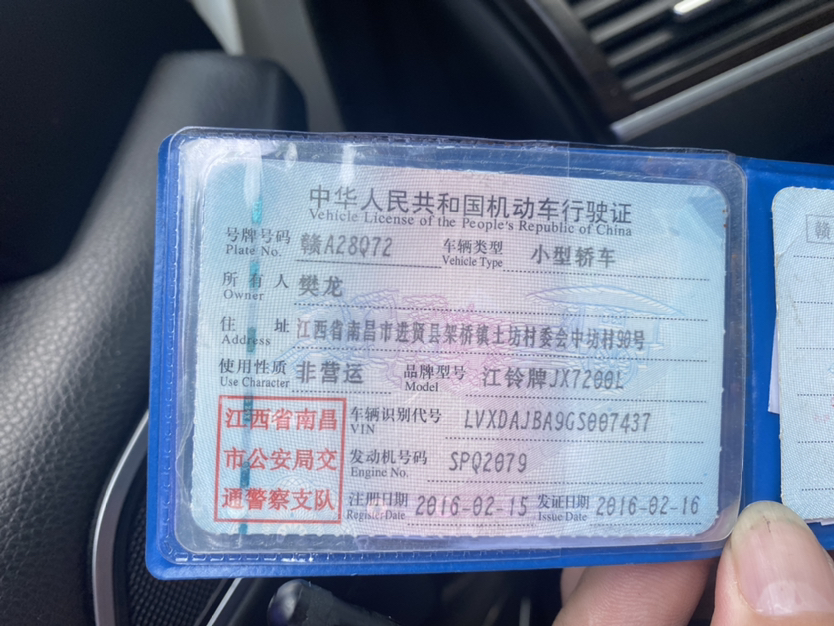 中华人民共和国机动车行驶证
Vehicle License of the People's Republic of China
号牌号码 赣A28Q72 车辆类型 小型轿车
Plate No. Vehicle Type
所有人 樊龙
Owner
住址 江西省南昌市进贤县架桥镇土坊村委会中坊村90号
Address
使用性质 非营运 品牌型号 江铃牌JX7200L
Use Character Model
江西省南昌 车辆识别代号 LVXDAJBA9GS007437
VIN
市公安局交 发动机号码 SPQ2079
Engine No.
通警察支队 注册日期 2016-02-15 发证日期 2016-02-16
Register Date Issue Date
赣